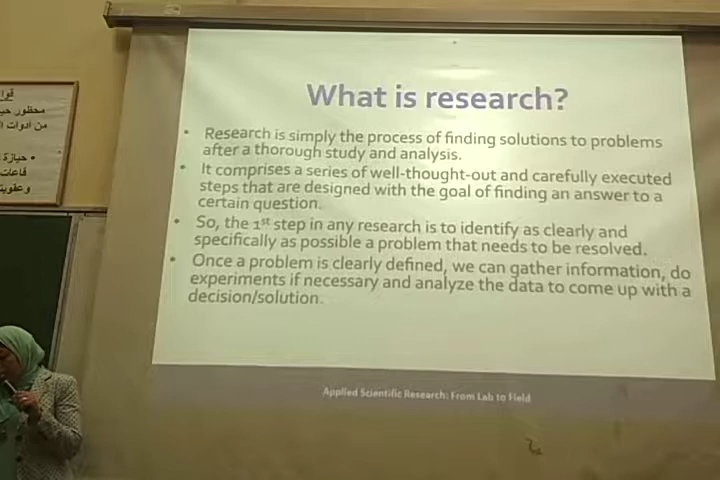 What is research?
• Research is simply the process of finding solutions to problems
after a thorough study and analysis.
• It comprises a series of well-thought-out and carefully executed
steps that are designed with the goal of finding an answer to a
certain question.
• So, the 1st step in any research is to identify as clearly and
specifically as possible a problem that needs to be resolved.
• Once a problem is clearly defined, we can gather information, do
experiments if necessary and analyze the data to come up with a
decision/solution.
Applied Scientific Research: From Lab to Field
محظور
من أدوات
• حيازة